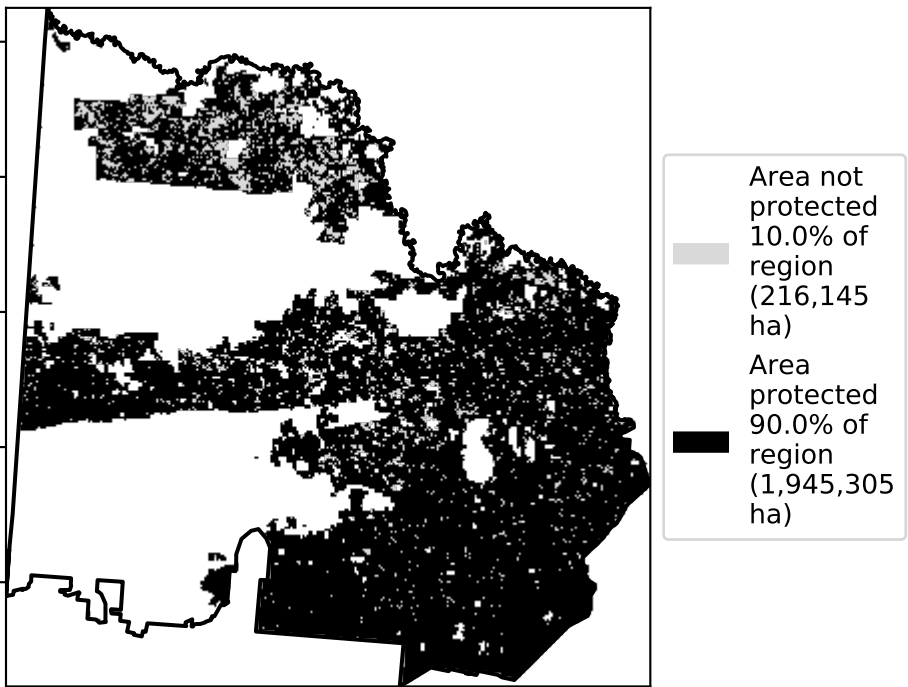 Area not
protected
10.0% of
region
(216,145
ha)
Area
protected
90.0% of
region
(1,945,305
ha)